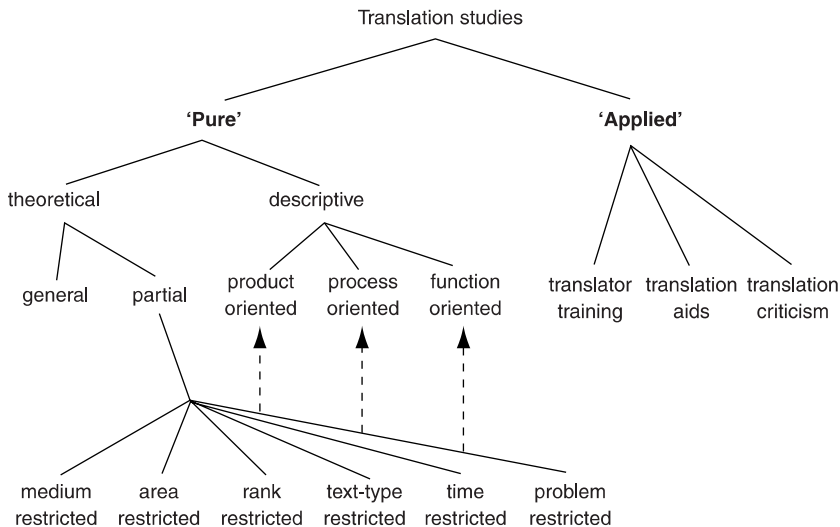 Translation studies
‘Pure’
‘Applied’
theoretical
descriptive
general
partial
product
oriented
process
oriented
function
oriented
translator
training
translation
aids
translation
criticism
medium
restricted
area
restricted
rank
restricted
text-type
restricted
time
restricted
problem
restricted